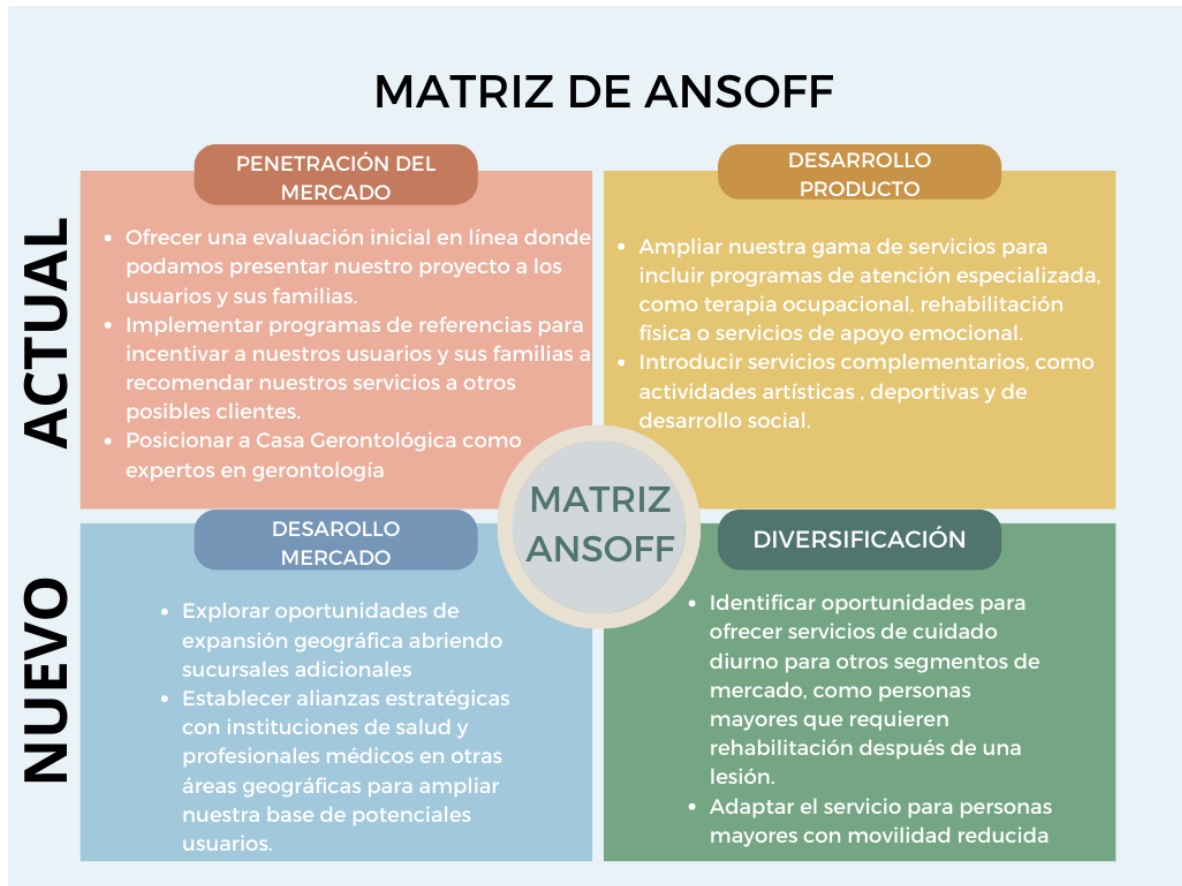 MATRIZ DE ANSOFF
ACTUAL
PENETRACIÓN DEL
MERCADO
• Ofrecer una evaluación inicial en línea donde
podamos presentar nuestro proyecto a los
usuarios y sus familias.
• Implementar programas de referencias para
incentivar a nuestros usuarios y sus familias a
recomendar nuestros servicios a otros
posibles clientes.
• Posicionar a Casa Gerontológica como
expertos en gerontología
DESARROLLO
PRODUCTO
• Ampliar nuestra gama de servicios para
incluir programas de atención especializada,
como terapia ocupacional, rehabilitación
física o servicios de apoyo emocional.
• Introducir servicios complementarios, como
actividades artísticas , deportivas y de
desarrollo social.
MATRIZ
ANSOFF
NUEVO
DESAROLLO
MERCADO
• Explorar oportunidades de
expansión geográfica abriendo
sucursales adicionales
• Establecer alianzas estratégicas
con instituciones de salud y
profesionales médicos en otras
áreas geográficas para ampliar
nuestra base de potenciales
usuarios.
DIVERSIFICACIÓN
• Identificar oportunidades para
ofrecer servicios de cuidado
diurno para otros segmentos de
mercado, como personas
mayores que requieren
rehabilitación después de una
lesión.
• Adaptar el servicio para personas
mayores con movilidad reducida